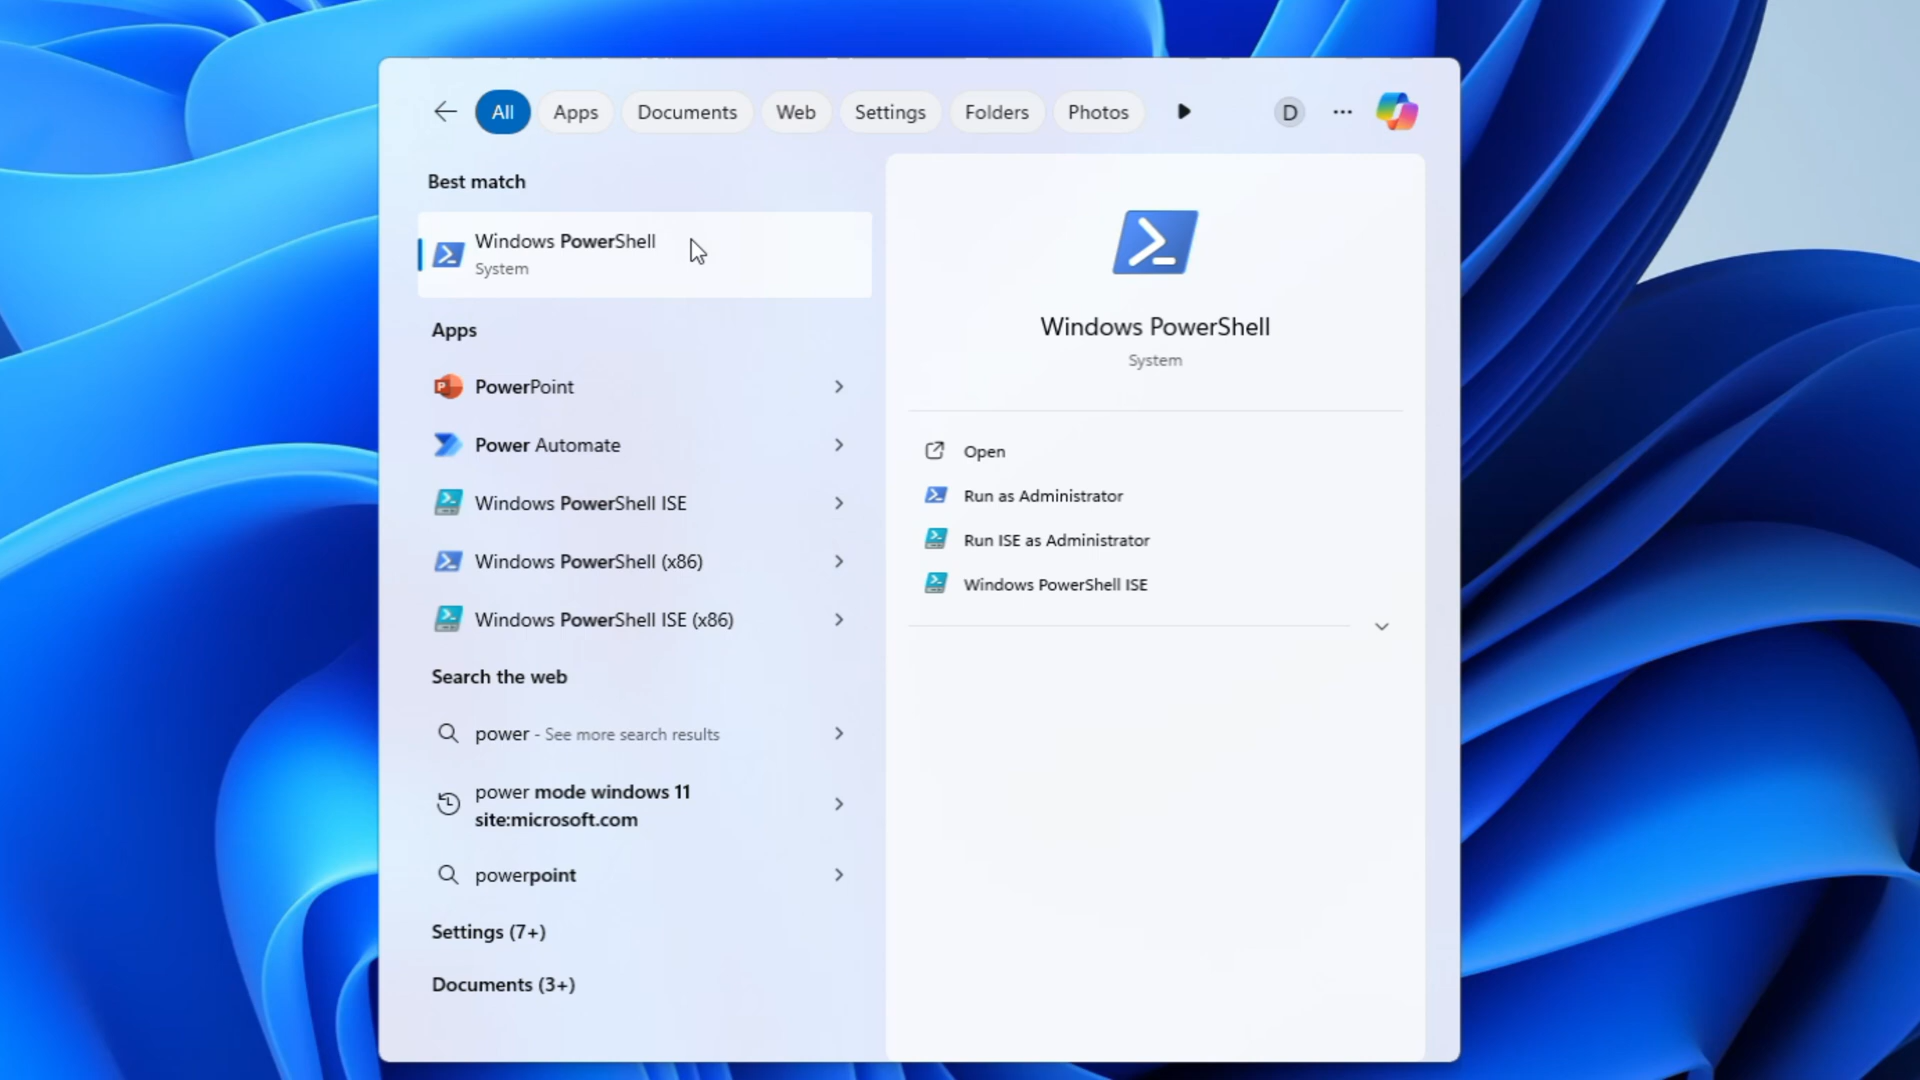 All
Apps
Documents
Web
Settings
Folders
Photos
D
Best match
Windows PowerShell
System
Apps
PowerPoint
Power Automate
Windows PowerShell ISE
Windows PowerShell (x86)
Windows PowerShell ISE (x86)
Search the web
power - See more search results
power mode windows 11
site:microsoft.com
powerpoint
Settings (7+)
Documents (3+)
Windows PowerShell
System
Open
Run as Administrator
Run ISE as Administrator
Windows PowerShell ISE